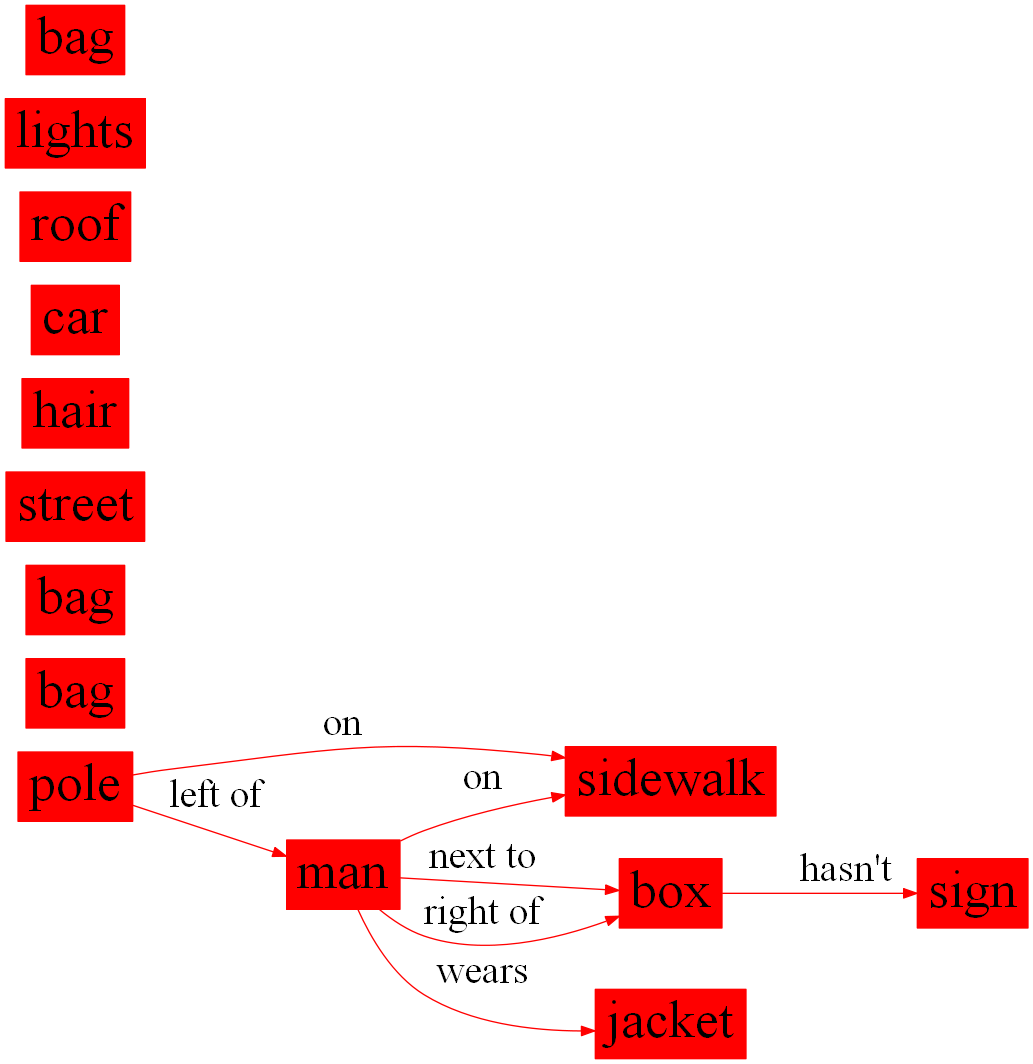 bag
lights
roof
car
hair
street
bag
bag
on
pole
sidewalk
on
left of
next to
man
hasn't
box
sign
right of
wears
jacket